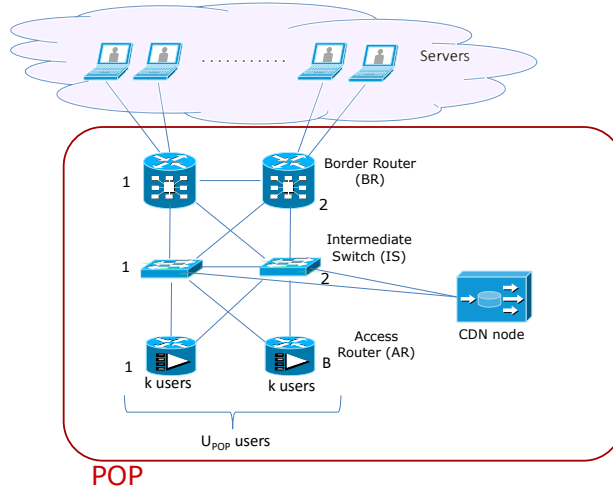 Servers
Border Router
(BR)
1
2
Intermediate
Switch (IS)
1
2
CDN node
Access
Router (AR)
1
B
k users
k users
U_POP users
POP